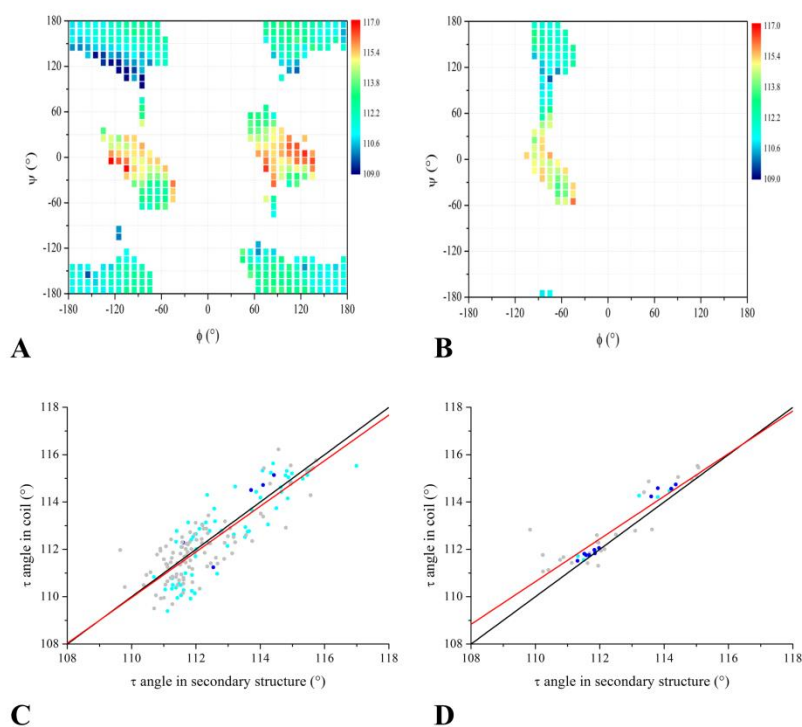 180
120
60
0
-60
-120
-180
ψ (°)
-180 -120 -60 0 60 120 180
ϕ (°)
117.0
115.4
113.8
112.2
110.6
109.0
A
180
120
60
0
-60
-120
-180
ψ (°)
-180 -120 -60 0 60 120 180
ϕ (°)
117.0
115.4
113.8
112.2
110.6
109.0
B
118
116
114
112
110
108
τ angle in coil (°)
108 110 112 114 116 118
τ angle in secondary structure (°)
C
118
116
114
112
110
108
τ angle in coil (°)
108 110 112 114 116 118
τ angle in secondary structure (°)
D